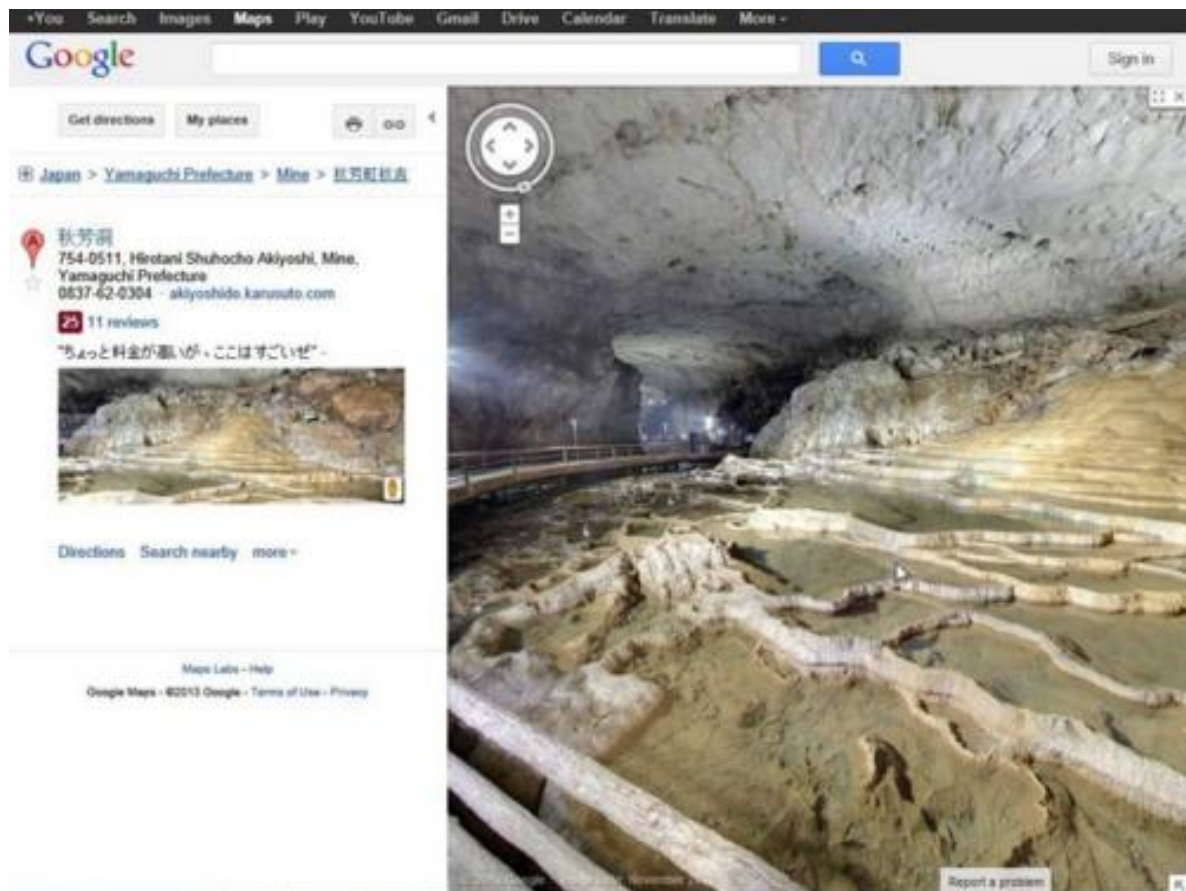 +You Search Images Maps Play YouTube Gmail Drive Calendar Translate More
Google
Sign in
Get directions My places
Japan > Yamaguchi Prefecture > Mine > 秋芳町秋吉
A
秋芳洞
754-0511, Hirotani Shuhocho Akiyoshi, Mine,
Yamaguchi Prefecture
0837-62-0304 - akiyoshido.karusuto.com
25 11 reviews
"ちょっと料金が高いが、ここはすごいぜ" -
Directions Search nearby more
Maps Labs - Help
Google Maps - ©2013 Google - Terms of Use - Privacy
Report a problem